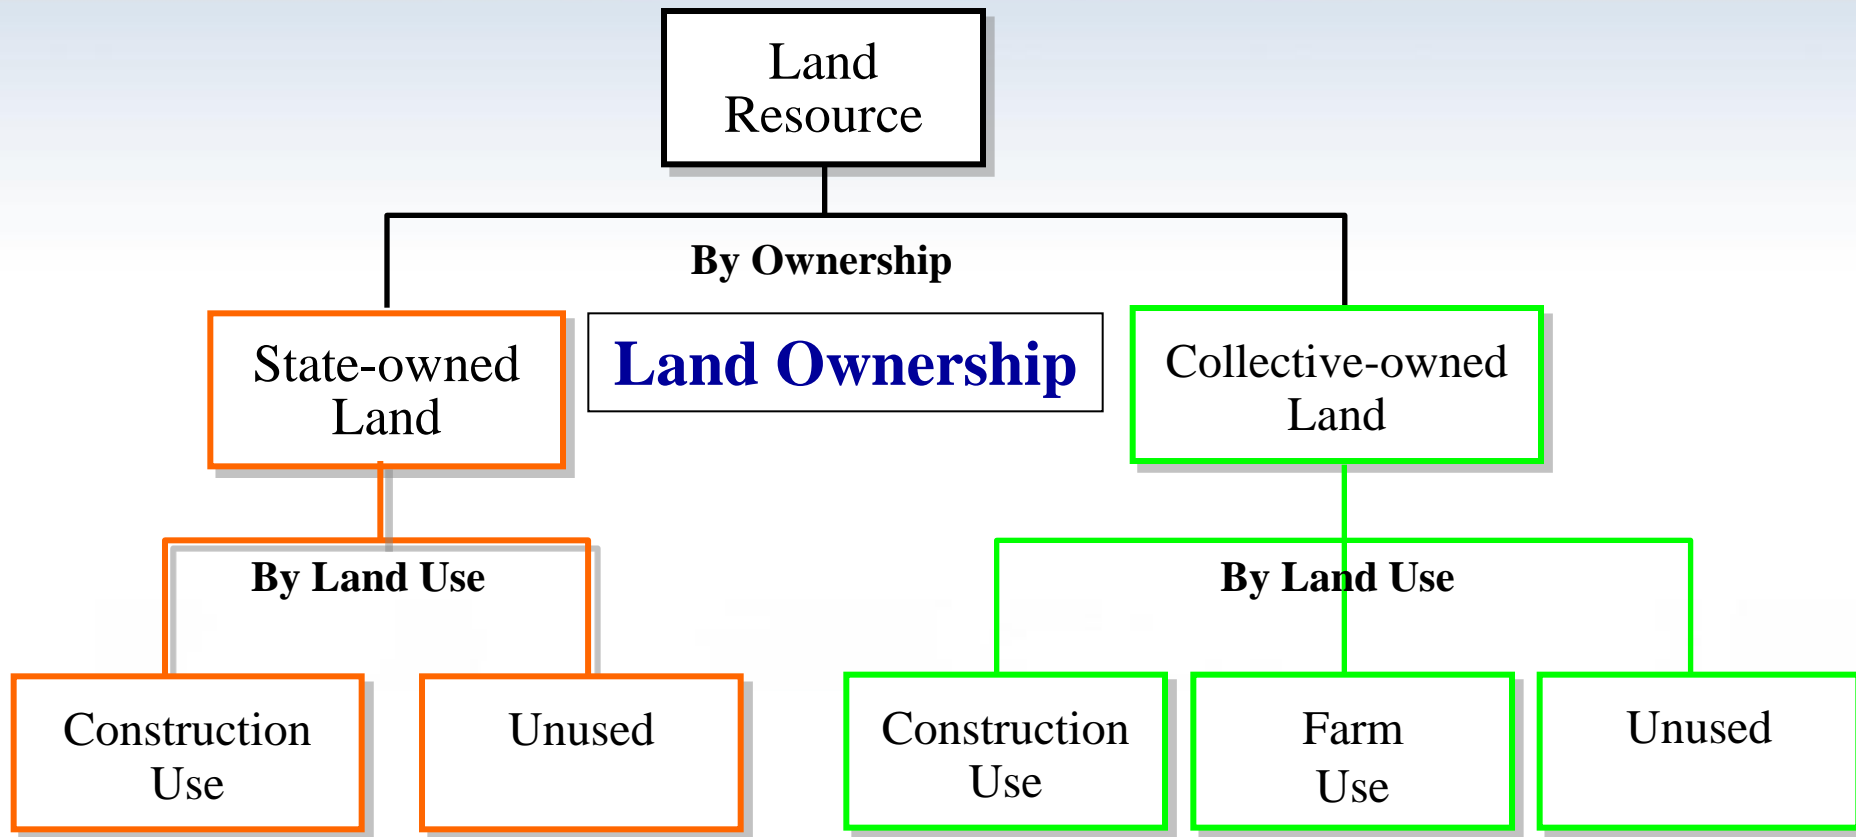 Land
Resource
By Ownership
State-owned
Land
Land Ownership
Collective-owned
Land
By Land Use
By Land Use
Construction
Use
Unused
Construction
Use
Farm
Use
Unused